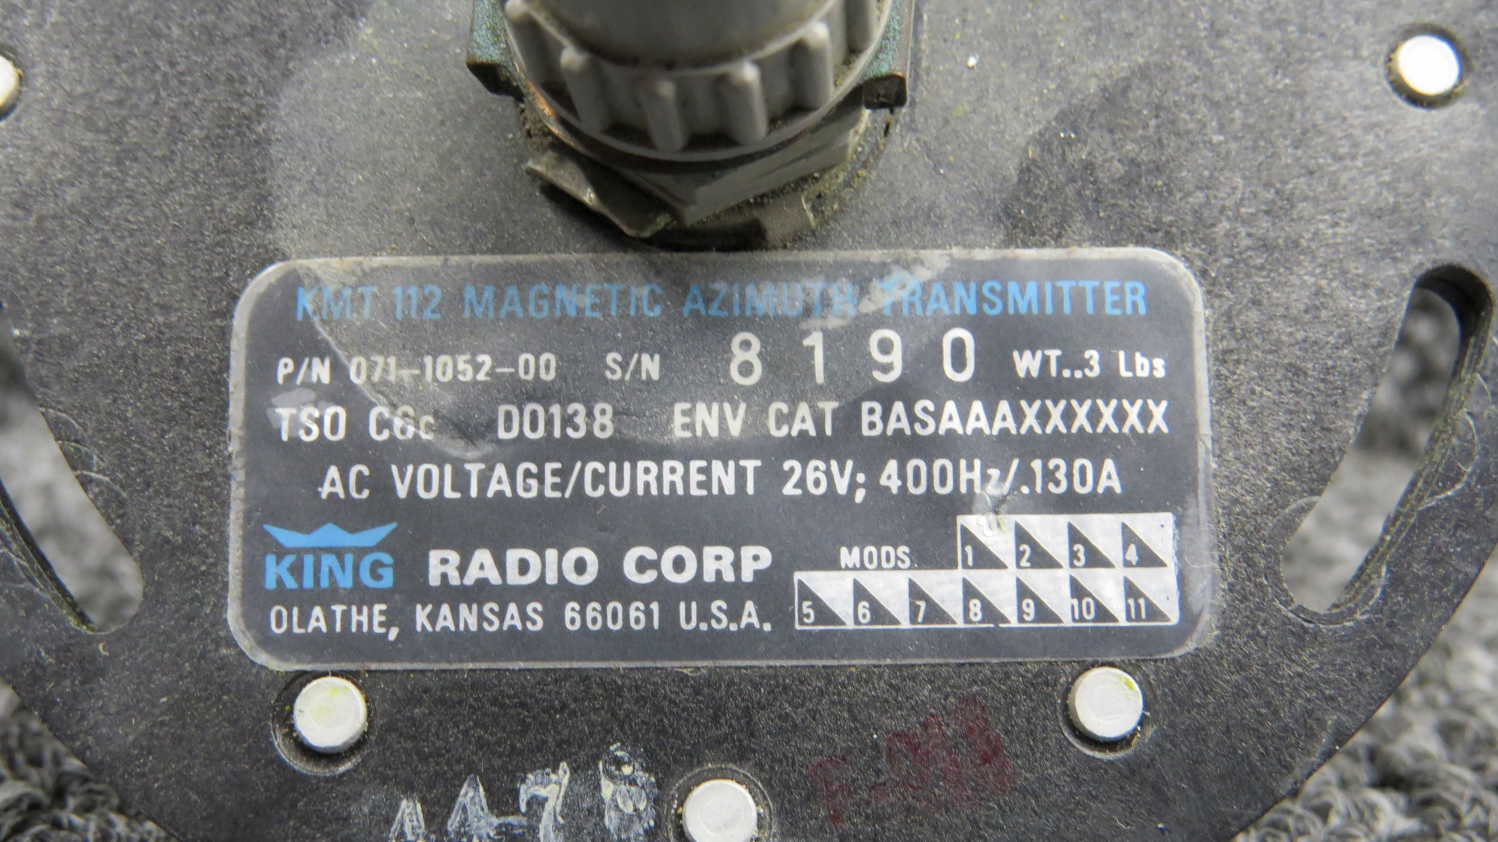 KMT 112 MAGNETIC AZIMUTH TRANSMITTER
P/N 071-1052-00 S/N 8190 WT..3 Lbs
TSO C6c DO138 ENV CAT BASAAAXXXXXX
AC VOLTAGE/CURRENT 26V; 400Hz/.130A
KING RADIO CORP
OLATHE, KANSAS 66061 U.S.A.
MODS. 1 2 3 4
5 6 7 8 9 10 11